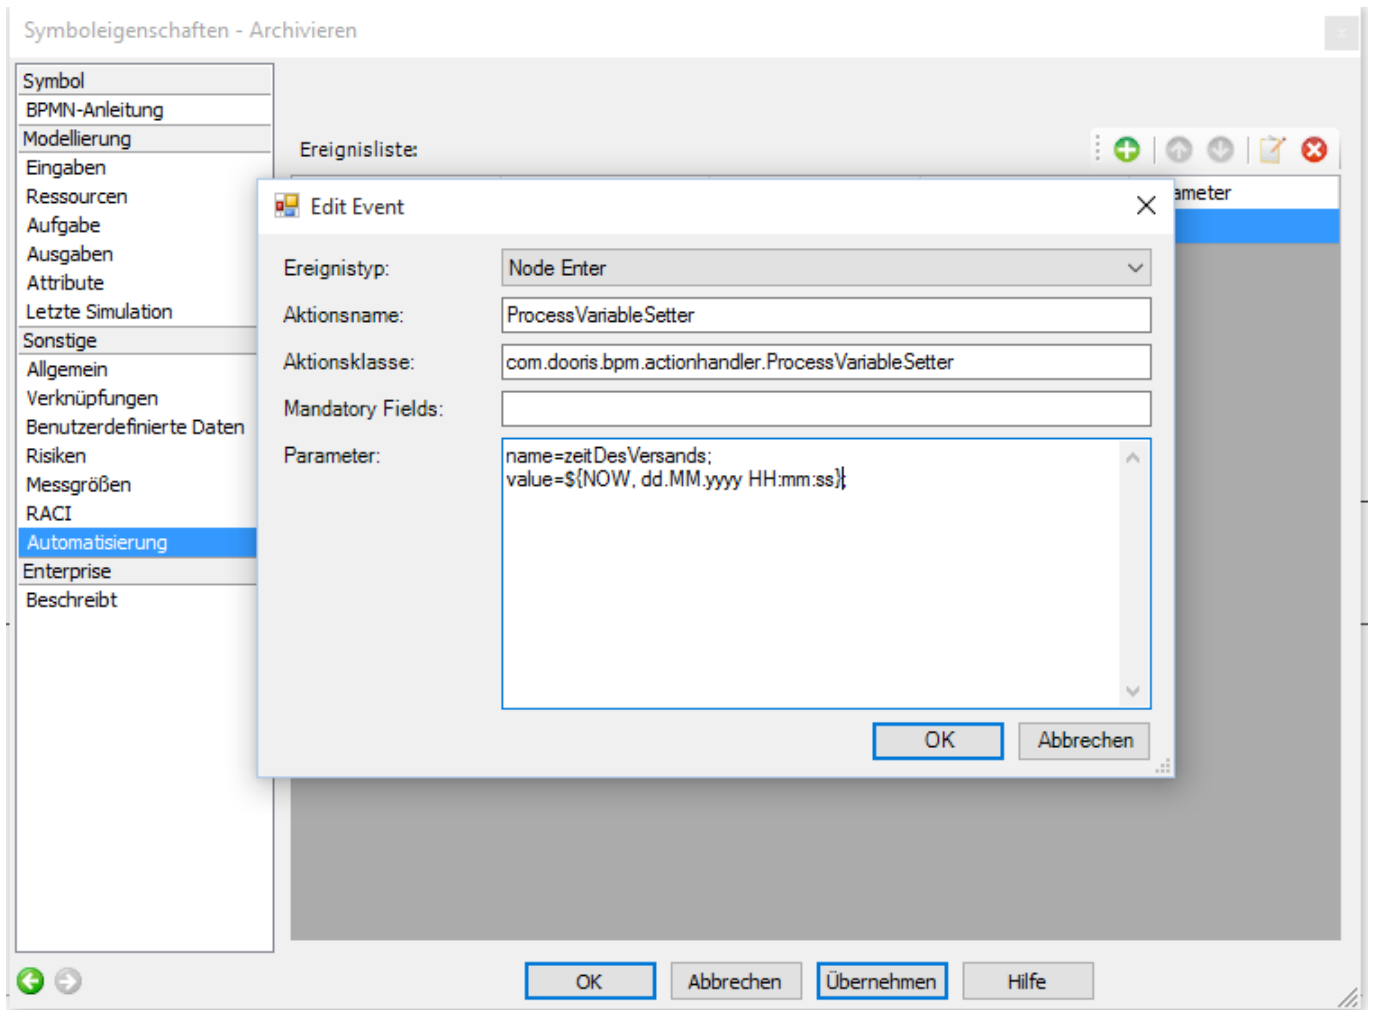 Symboleigenschaften - Archivieren
Symbol
BPMN-Anleitung
Modellierung
Eingaben
Ressourcen
Aufgabe
Ausgaben
Attribute
Letzte Simulation
Sonstige
Allgemein
Verknüpfungen
Benutzerdefinierte Daten
Risiken
Messgrößen
RACI
Automatisierung
Enterprise
Beschreibt
Ereignisliste:
ameter
Edit Event
Ereignistyp:
Node Enter
Aktionsname:
ProcessVariableSetter
Aktionsklasse:
com.dooris.bpm.actionhandler.ProcessVariableSetter
Mandatory Fields:
Parameter:
name=zeitDesVersands;
value=${NOW, dd.MM.yyyy HH:mm:ss};
OK
Abbrechen
OK
Abbrechen
Übernehmen
Hilfe